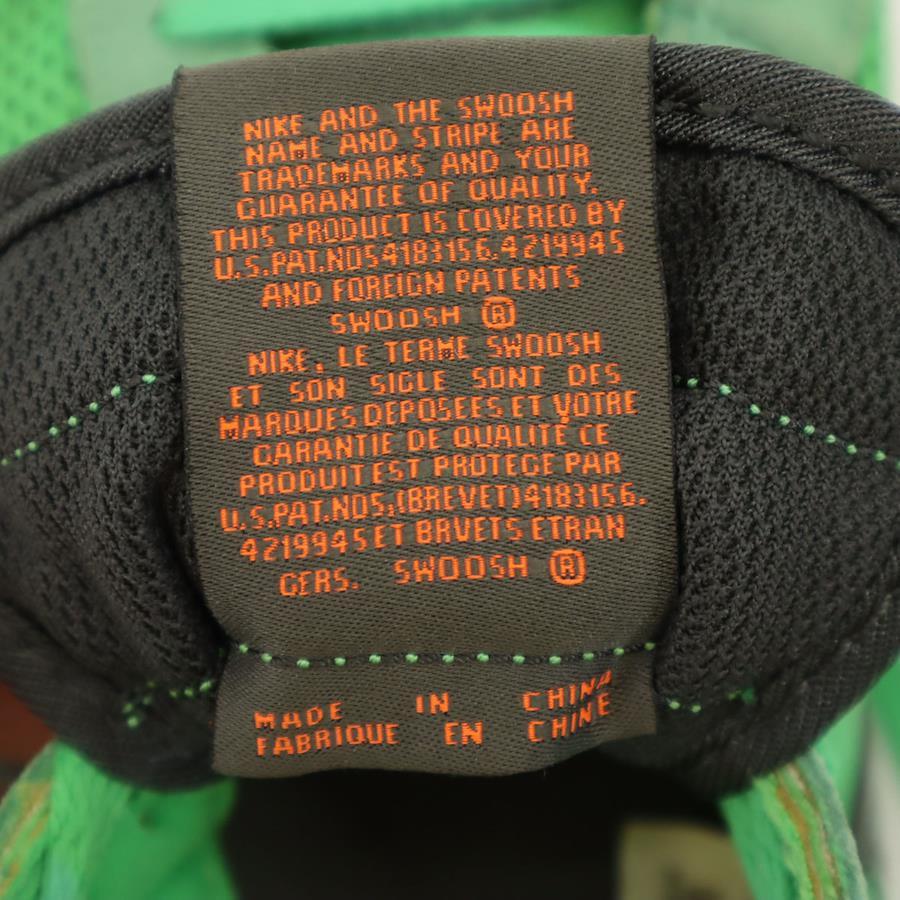 NIKE AND THE SWOOSH
NAME AND STRIPE ARE
TRADEMARKS AND YOUR
GUARANTEE OF QUALITY.
THIS PRODUCT IS COVERED BY
U.S.PAT.NOS4183156.4219945
AND FOREIGN PATENTS
SWOOSH ®
NIKE, LE TERME SWOOSH
ET SON SIGLE SONT DES
MARQUES DEPOSEES ET VOTRE
GARANTIE DE QUALITÉ CE
PRODUIT EST PROTEGE PAR
U.S.PAT.NOS.(BREVET)4183156.
4219945ET BRVETS ETRAN
GERS. SWOOSH ®
MADE IN CHINA
FABRIQUE EN CHINE